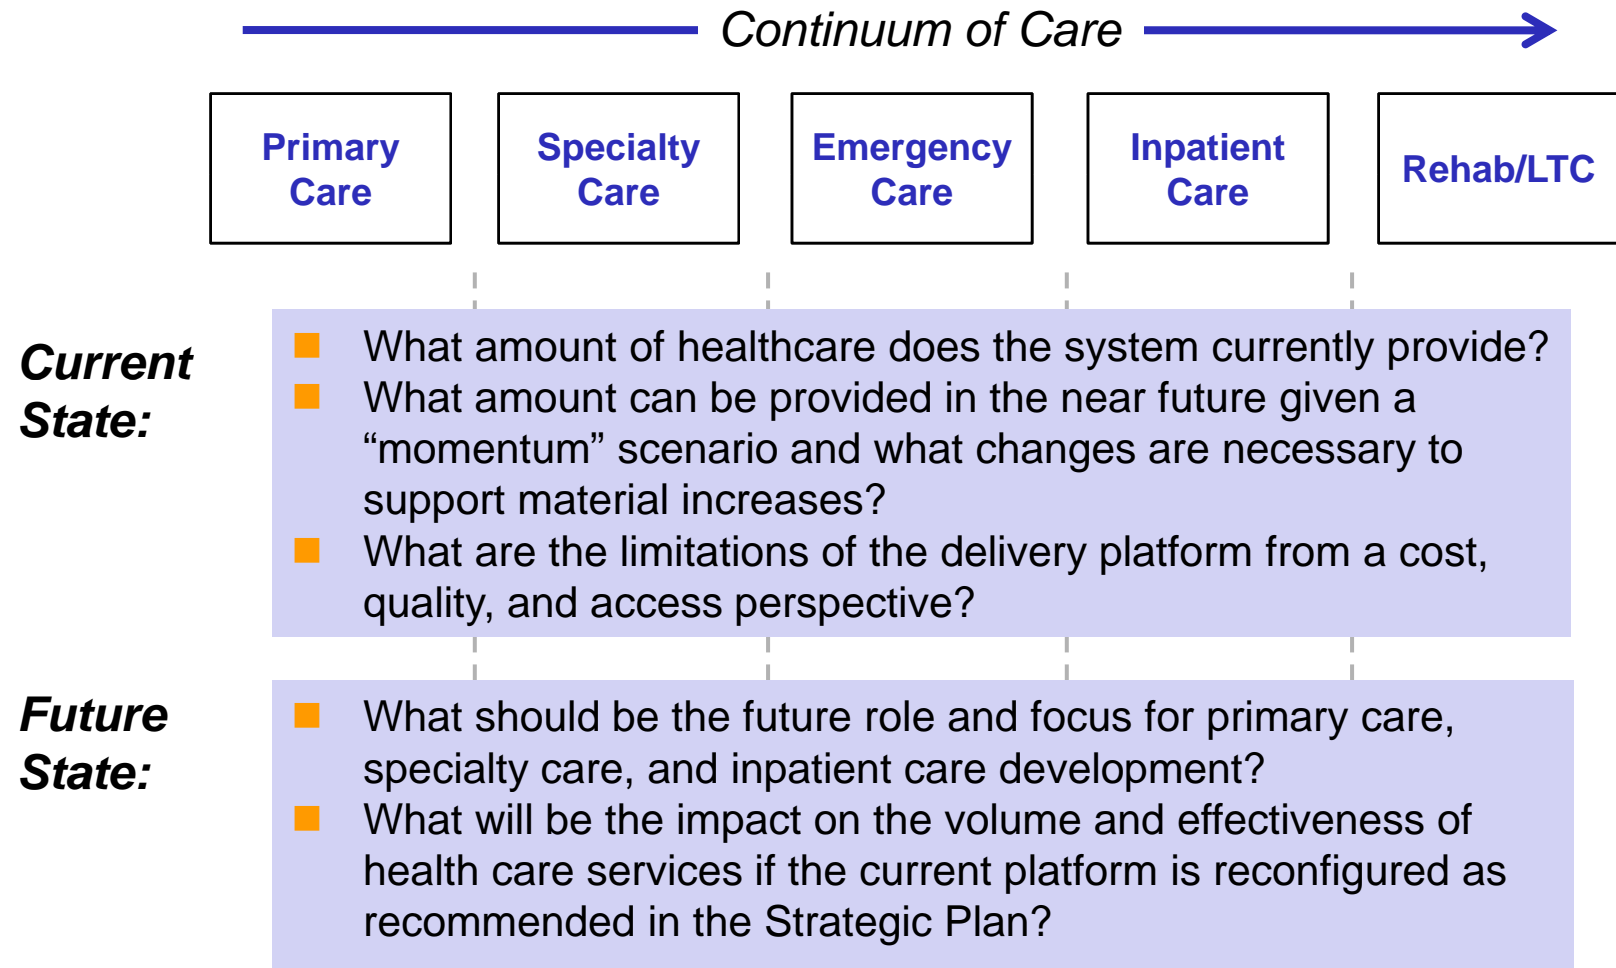 Continuum of Care
Primary
Care
Specialty
Care
Emergency
Care
Inpatient
Care
Rehab/LTC
Current
State:
What amount of healthcare does the system currently provide?
What amount can be provided in the near future given a
“momentum” scenario and what changes are necessary to
support material increases?
What are the limitations of the delivery platform from a cost,
quality, and access perspective?
Future
State:
What should be the future role and focus for primary care,
specialty care, and inpatient care development?
What will be the impact on the volume and effectiveness of
health care services if the current platform is reconfigured as
recommended in the Strategic Plan?